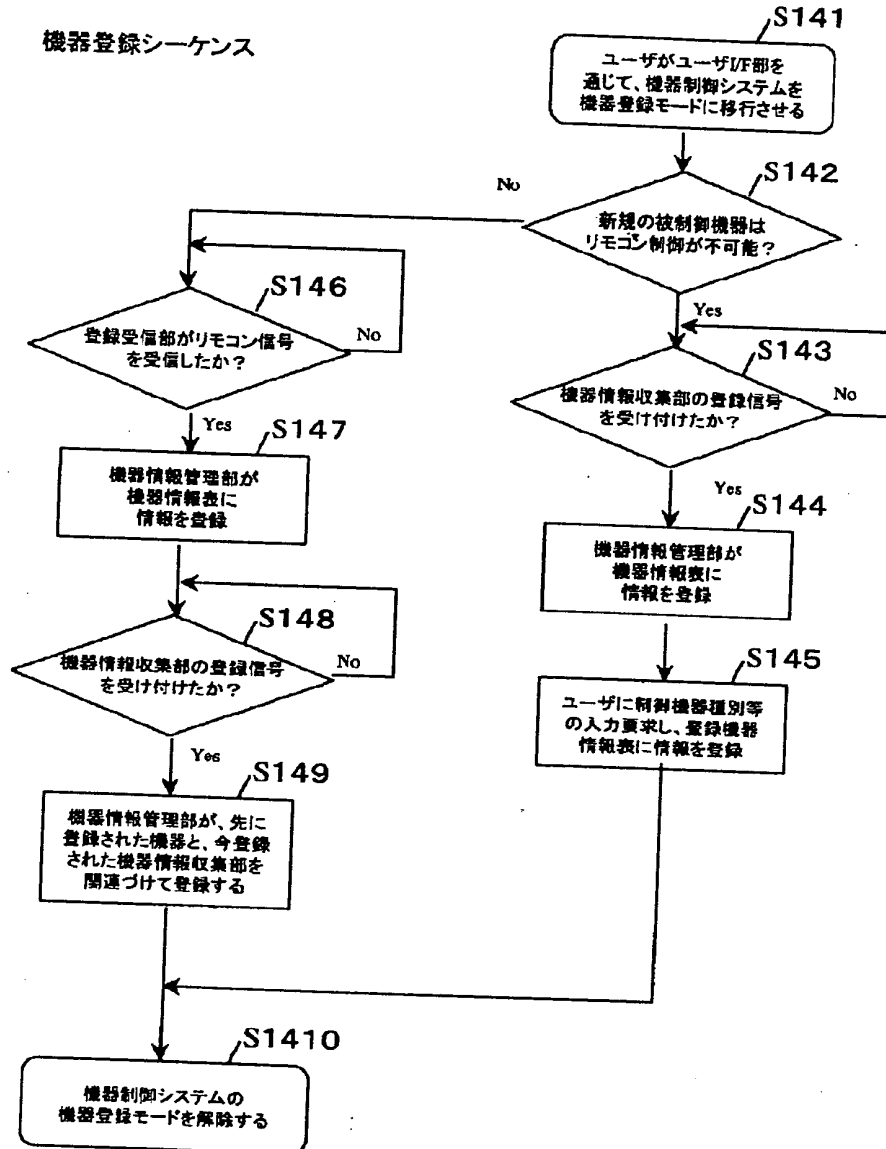 機器登録シーケンス
S141
ユーザがユーザI/F部を
通じて、機器制御システムを
機器登録モードに移行させる
S142
No
新規の被制御機器は
リモコン制御が不可能？
Yes
S146
登録受信部がリモコン信号
を受信したか？
No
Yes
S143
機器情報収集部の登録信号
を受け付けたか？
No
Yes
S147
機器情報管理部が
機器情報表に
情報を登録
S144
機器情報管理部が
機器情報表に
情報を登録
S148
機器情報収集部の登録信号
を受け付けたか？
No
Yes
S145
ユーザに制御機器種別等
の入力要求し、登録機器
情報表に情報を登録
S149
機器情報管理部が、先に
登録された機器と、今登録
された機器情報収集部を
関連づけて登録する
S1410
機器制御システムの
機器登録モードを解除する